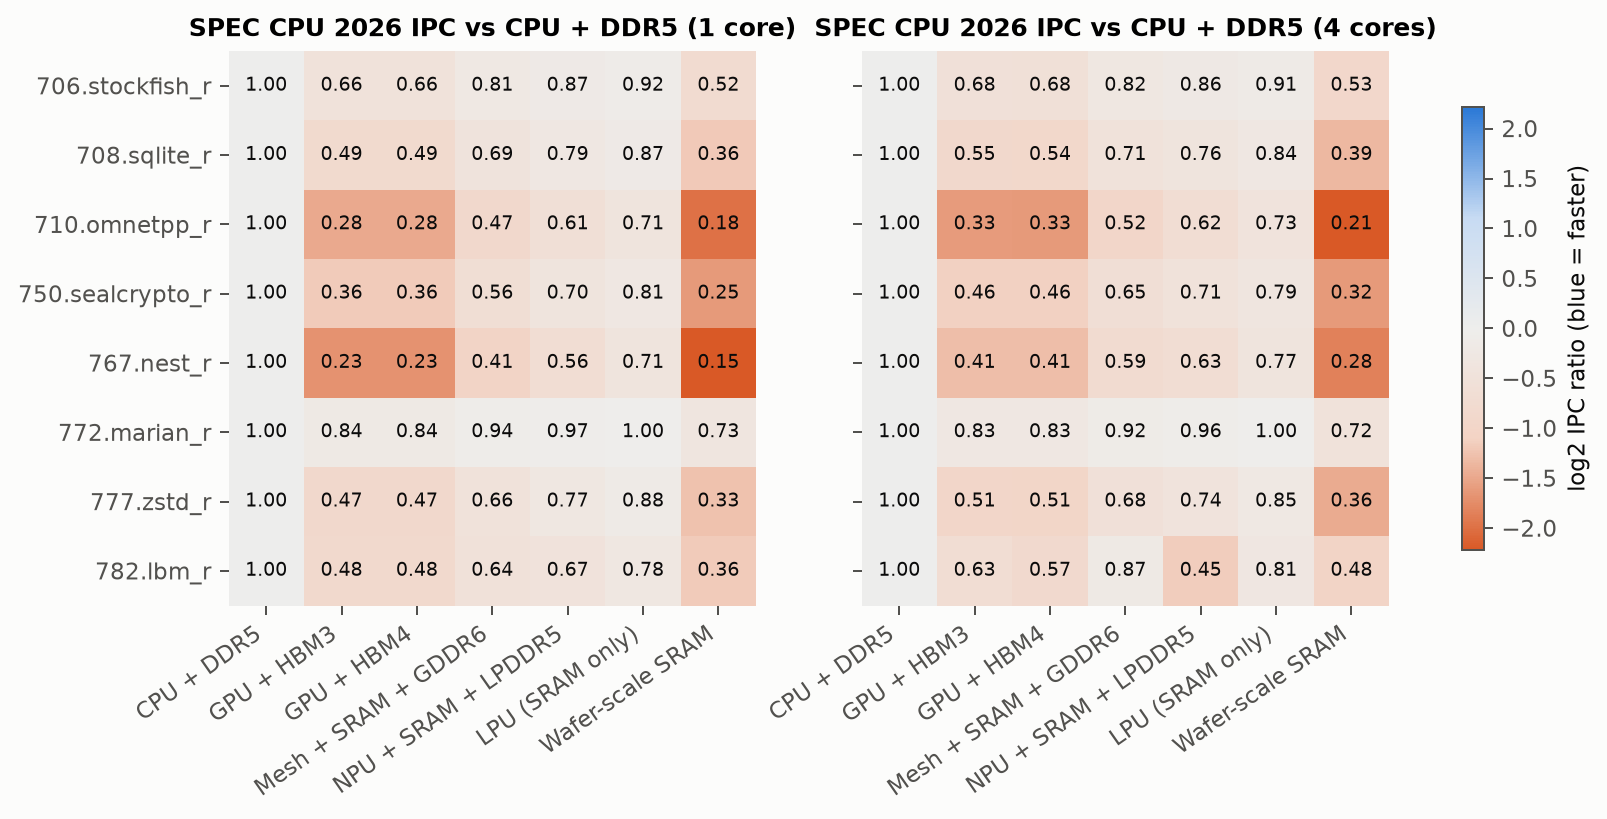 SPEC CPU 2026 IPC vs CPU + DDR5 (1 core)
SPEC CPU 2026 IPC vs CPU + DDR5 (4 cores)
706.stockfish_r 1.00 0.66 0.66 0.81 0.87 0.92 0.52 1.00 0.68 0.68 0.82 0.86 0.91 0.53
708.sqlite_r 1.00 0.49 0.49 0.69 0.79 0.87 0.36 1.00 0.55 0.54 0.71 0.76 0.84 0.39
710.omnetpp_r 1.00 0.28 0.28 0.47 0.61 0.71 0.18 1.00 0.33 0.33 0.52 0.62 0.73 0.21
750.sealcrypto_r 1.00 0.36 0.36 0.56 0.70 0.81 0.25 1.00 0.46 0.46 0.65 0.71 0.79 0.32
767.nest_r 1.00 0.23 0.23 0.41 0.56 0.71 0.15 1.00 0.41 0.41 0.59 0.63 0.77 0.28
772.marian_r 1.00 0.84 0.84 0.94 0.97 1.00 0.73 1.00 0.83 0.83 0.92 0.96 1.00 0.72
777.zstd_r 1.00 0.47 0.47 0.66 0.77 0.88 0.33 1.00 0.51 0.51 0.68 0.74 0.85 0.36
782.lbm_r 1.00 0.48 0.48 0.64 0.67 0.78 0.36 1.00 0.63 0.57 0.87 0.45 0.81 0.48
CPU + DDR5
GPU + HBM3
GPU + HBM4
Mesh + SRAM + GDDR6
NPU + SRAM + LPDDR5
LPU (SRAM only)
Wafer-scale SRAM
CPU + DDR5
GPU + HBM3
GPU + HBM4
Mesh + SRAM + GDDR6
NPU + SRAM + LPDDR5
LPU (SRAM only)
Wafer-scale SRAM
2.0
1.5
1.0
0.5
0.0
−0.5
−1.0
−1.5
−2.0
log2 IPC ratio (blue = faster)